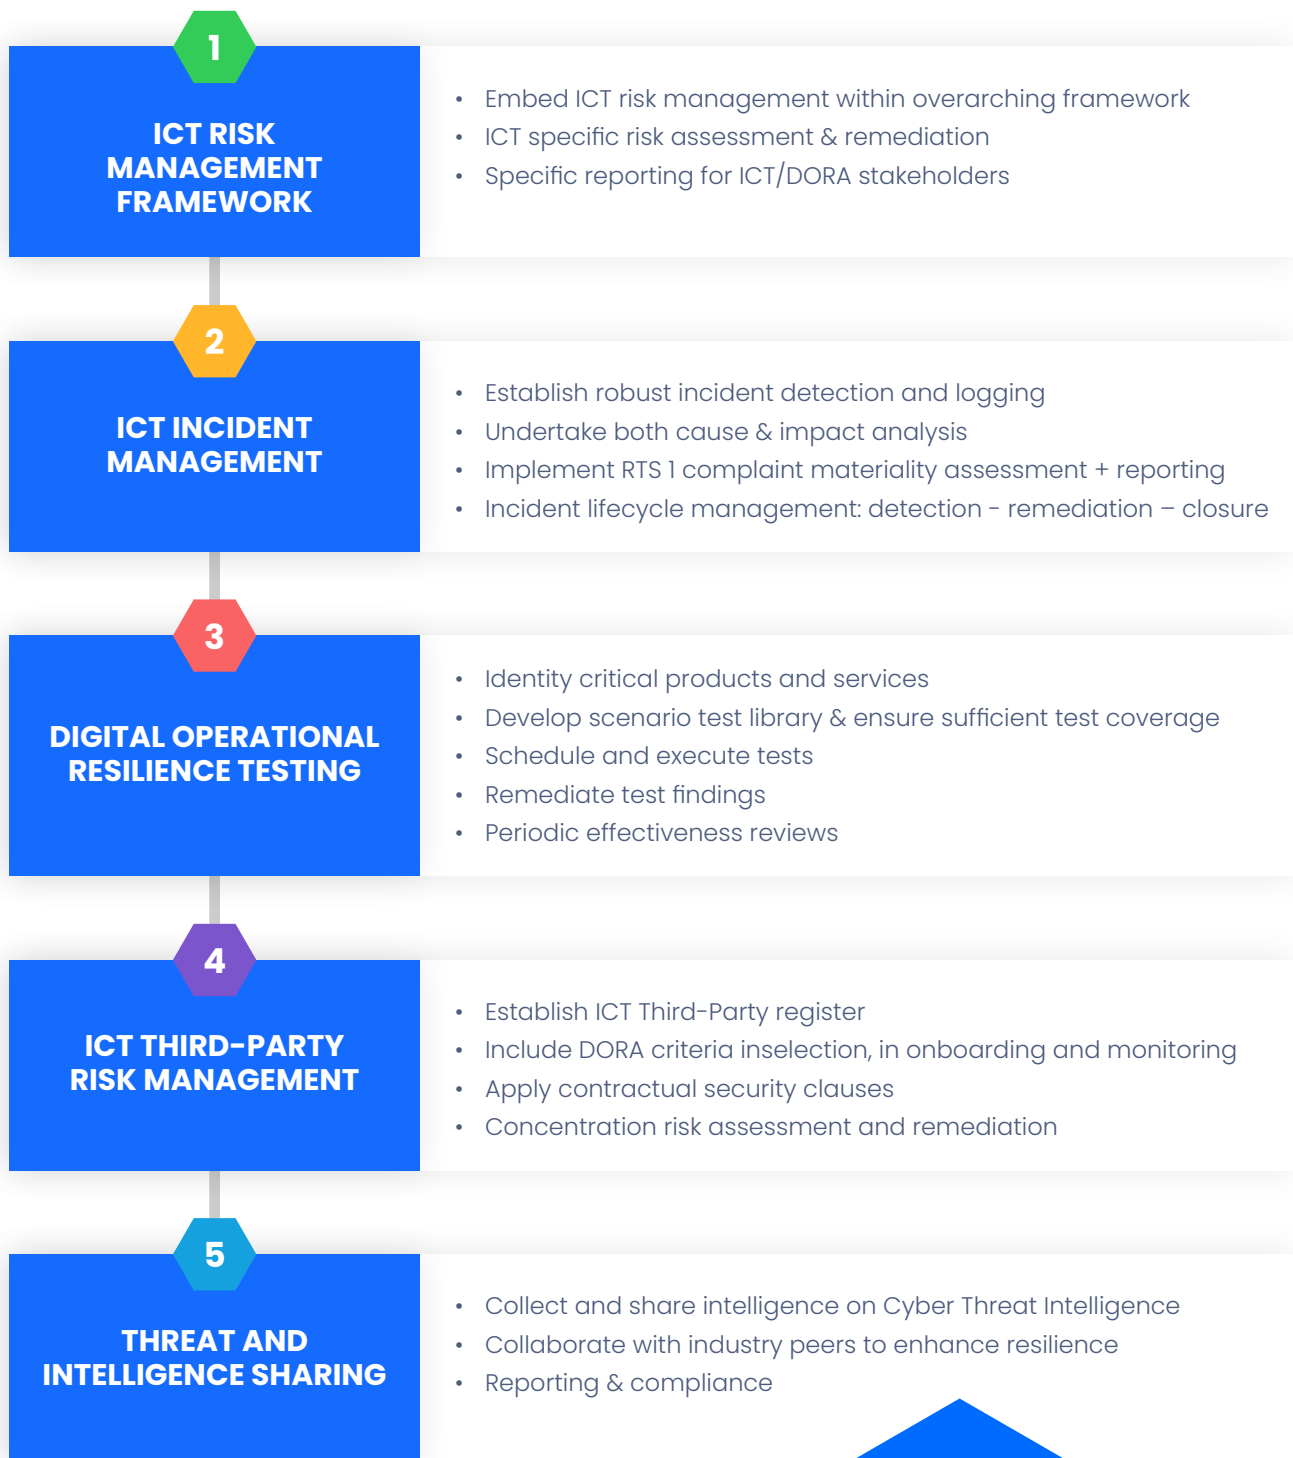 1
ICT RISK
MANAGEMENT
FRAMEWORK
• Embed ICT risk management within overarching framework
• ICT specific risk assessment & remediation
• Specific reporting for ICT/DORA stakeholders
2
ICT INCIDENT
MANAGEMENT
• Establish robust incident detection and logging
• Undertake both cause & impact analysis
• Implement RTS 1 complaint materiality assessment + reporting
• Incident lifecycle management: detection - remediation – closure
3
DIGITAL OPERATIONAL
RESILIENCE TESTING
• Identity critical products and services
• Develop scenario test library & ensure sufficient test coverage
• Schedule and execute tests
• Remediate test findings
• Periodic effectiveness reviews
4
ICT THIRD-PARTY
RISK MANAGEMENT
• Establish ICT Third-Party register
• Include DORA criteria inselection, in onboarding and monitoring
• Apply contractual security clauses
• Concentration risk assessment and remediation
5
THREAT AND
INTELLIGENCE SHARING
• Collect and share intelligence on Cyber Threat Intelligence
• Collaborate with industry peers to enhance resilience
• Reporting & compliance